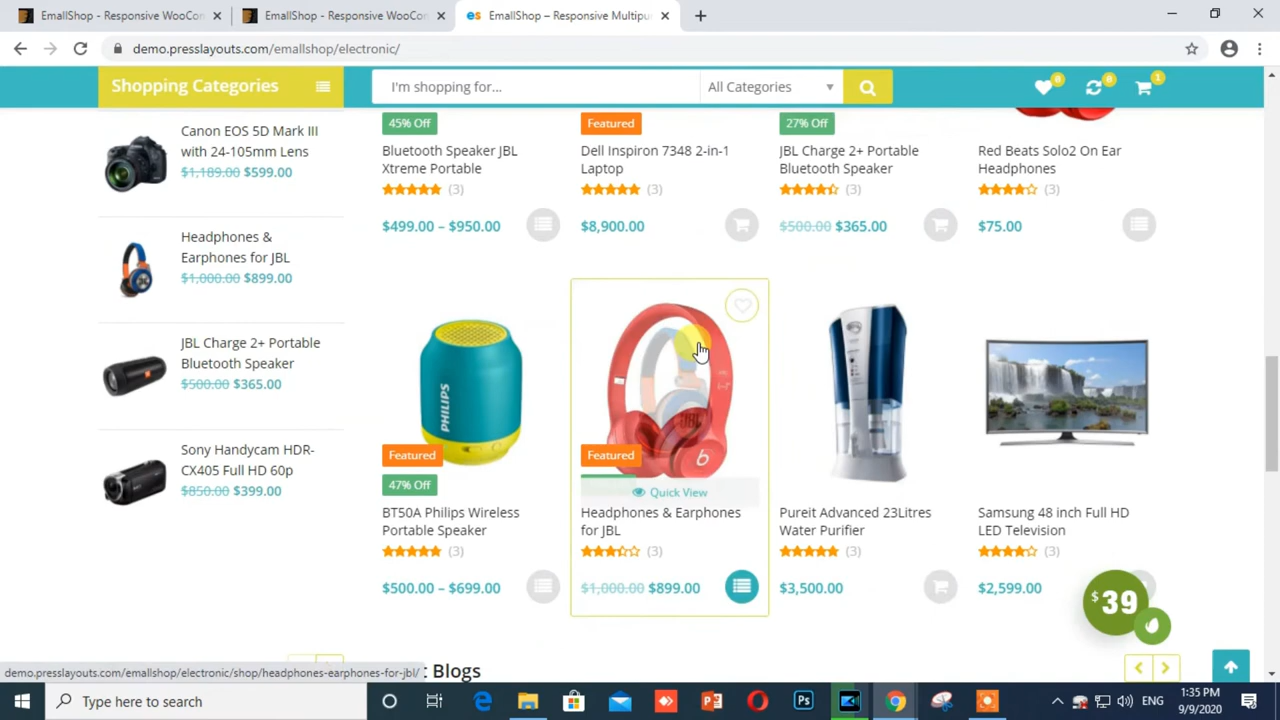 EmallShop - Responsive WooCon
EmallShop - Responsive WooCon
es EmallShop – Responsive Multipu
demo.presslayouts.com/emallshop/electronic/
Shopping Categories
I'm shopping for...
All Categories
0
0
1
Canon EOS 5D Mark III
with 24-105mm Lens
$1,189.00 $599.00
Headphones &
Earphones for JBL
$1,000.00 $899.00
JBL Charge 2+ Portable
Bluetooth Speaker
$500.00 $365.00
Sony Handycam HDR-
CX405 Full HD 60p
$850.00 $399.00
45% Off
Bluetooth Speaker JBL
Xtreme Portable
(3)
$499.00 – $950.00
Featured
Dell Inspiron 7348 2-in-1
Laptop
(3)
$8,900.00
27% Off
JBL Charge 2+ Portable
Bluetooth Speaker
(3)
$500.00 $365.00
Red Beats Solo2 On Ear
Headphones
(3)
$75.00
PHILIPS
Featured
47% Off
BT50A Philips Wireless
Portable Speaker
(3)
$500.00 – $699.00
JBL
b
Featured
Quick View
Headphones & Earphones
for JBL
(3)
$1,000.00 $899.00
Pureit Advanced 23Litres
Water Purifier
(3)
$3,500.00
Samsung 48 inch Full HD
LED Television
(3)
$2,599.00
$39
demo.presslayouts.com/emallshop/electronic/shop/headphones-earphones-for-jbl/
t Blogs
Type here to search
ENG
1:35 PM
9/9/2020